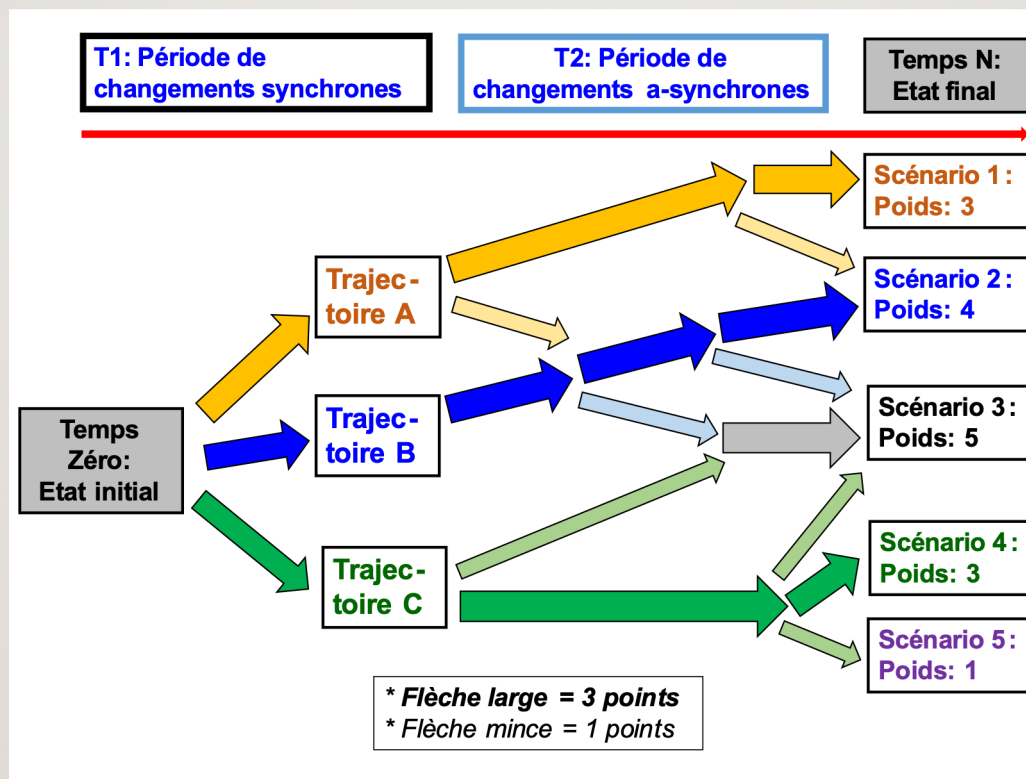 T1: Période de
changements synchrones
T2: Période de
changements a-synchrones
Temps N:
Etat final
Scénario 1 :
Poids: 3
Trajec-
toire A
Scénario 2 :
Poids: 4
Temps
Zéro:
Etat initial
Trajec-
toire B
Scénario 3 :
Poids: 5
Trajec-
toire C
Scénario 4 :
Poids: 3
Scénario 5 :
Poids: 1
* Flèche large = 3 points
* Flèche mince = 1 points